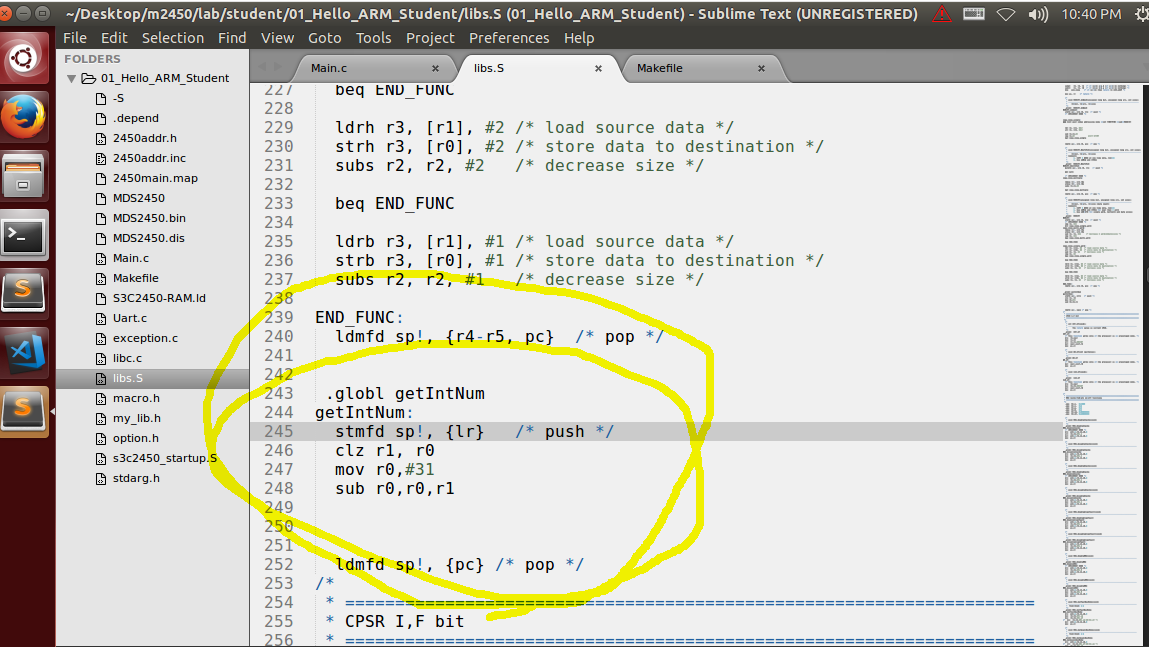 ~/Desktop/m2450/lab/student/01_Hello_ARM_Student/libs.S (01_Hello_ARM_Student) - Sublime Text (UNREGISTERED)
10:40 PM
File Edit Selection Find View Goto Tools Project Preferences Help
FOLDERS
01_Hello_ARM_Student
-S
.depend
2450addr.h
2450addr.inc
2450main.map
MDS2450
MDS2450.bin
MDS2450.dis
Main.c
Makefile
S3C2450-RAM.ld
Uart.c
exception.c
libc.c
libs.S
macro.h
my_lib.h
option.h
s3c2450_startup.S
stdarg.h
Main.c × libs.S × Makefile ×
227 beq END_FUNC
228
229 ldrh r3, [r1], #2 /* load source data */
230 strh r3, [r0], #2 /* store data to destination */
231 subs r2, r2, #2 /* decrease size */
232
233 beq END_FUNC
234
235 ldrb r3, [r1], #1 /* load source data */
236 strb r3, [r0], #1 /* store data to destination */
237 subs r2, r2, #1 /* decrease size */
238
239 END_FUNC:
240 ldmfd sp!, {r4-r5, pc} /* pop */
241
242
243 .globl getIntNum
244 getIntNum:
245 stmfd sp!, {lr} /* push */
246 clz r1, r0
247 mov r0,#31
248 sub r0,r0,r1
249
250
251
252 ldmfd sp!, {pc} /* pop */
253 /*
254 * =====================================================================
255 * CPSR I,F bit
256 * =====================================================================